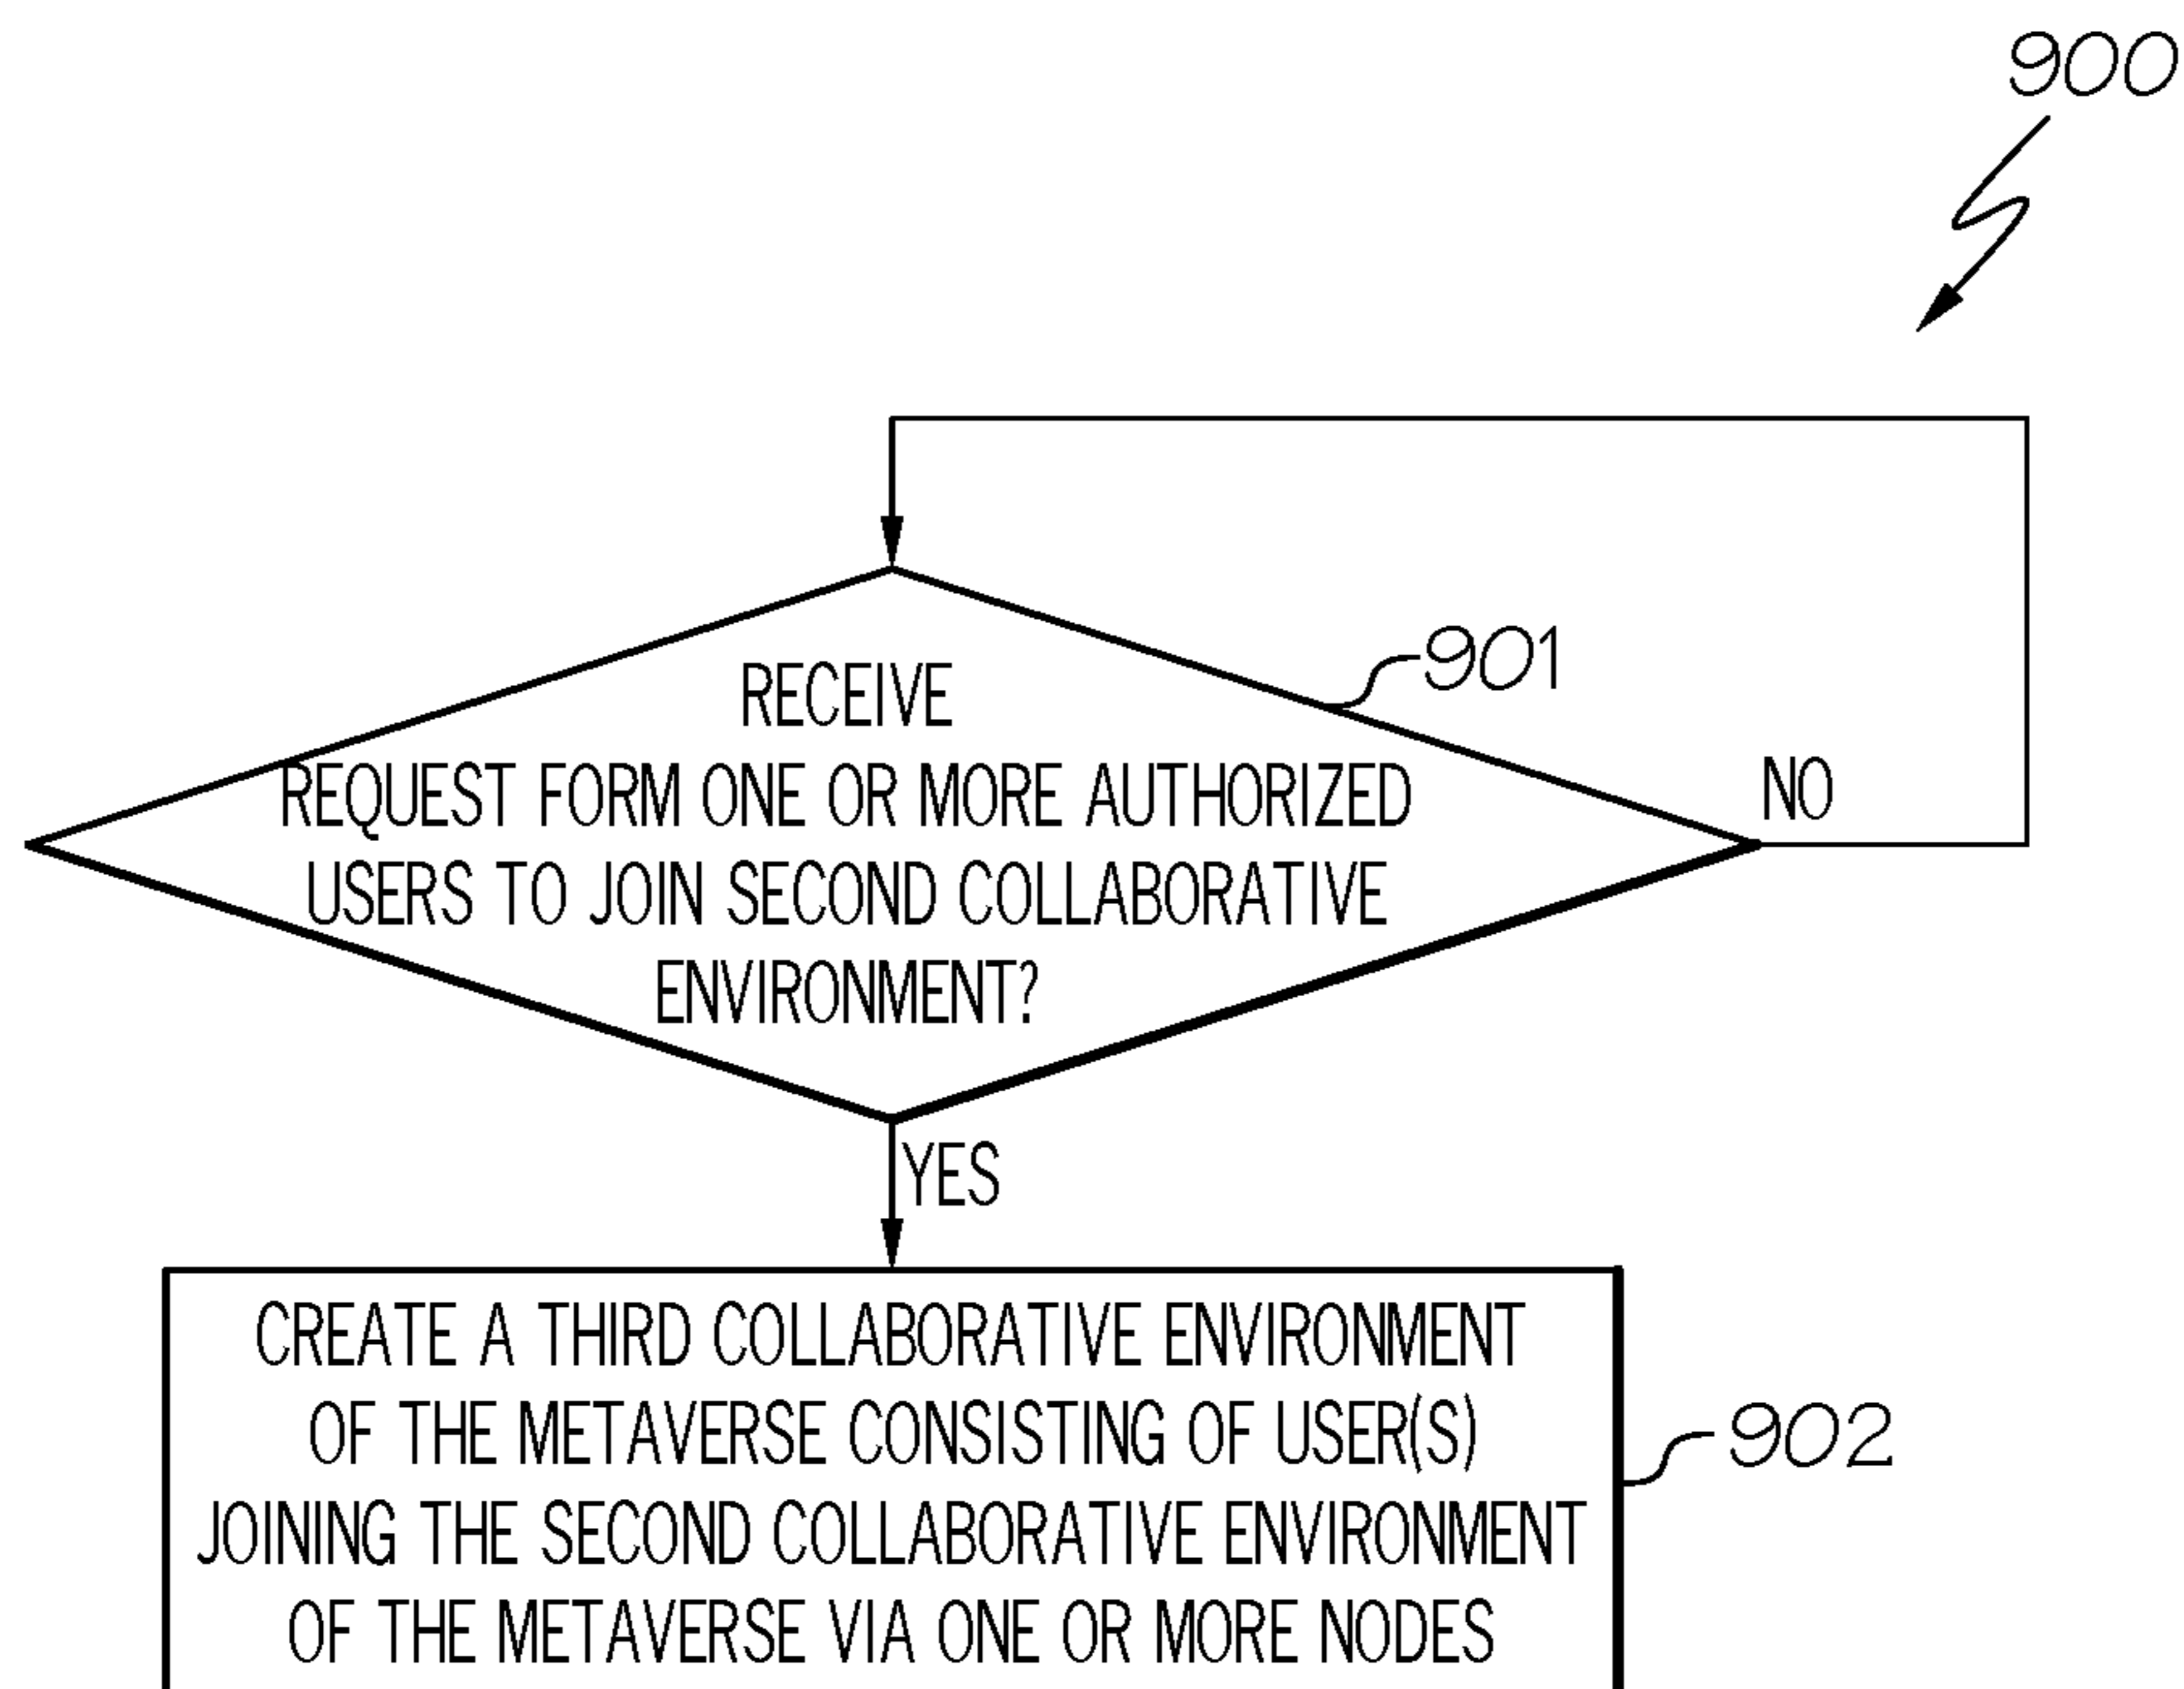 900
RECEIVE
901
REQUEST FORM ONE OR MORE AUTHORIZED
NO
USERS TO JOIN SECOND COLLABORATIVE
ENVIRONMENT?
YES
CREATE A THIRD COLLABORATIVE ENVIRONMENT
OF THE METAVERSE CONSISTING OF USER(S)
902
JOINING THE SECOND COLLABORATIVE ENVIRONMENT
OF THE METAVERSE VIA ONE OR MORE NODES